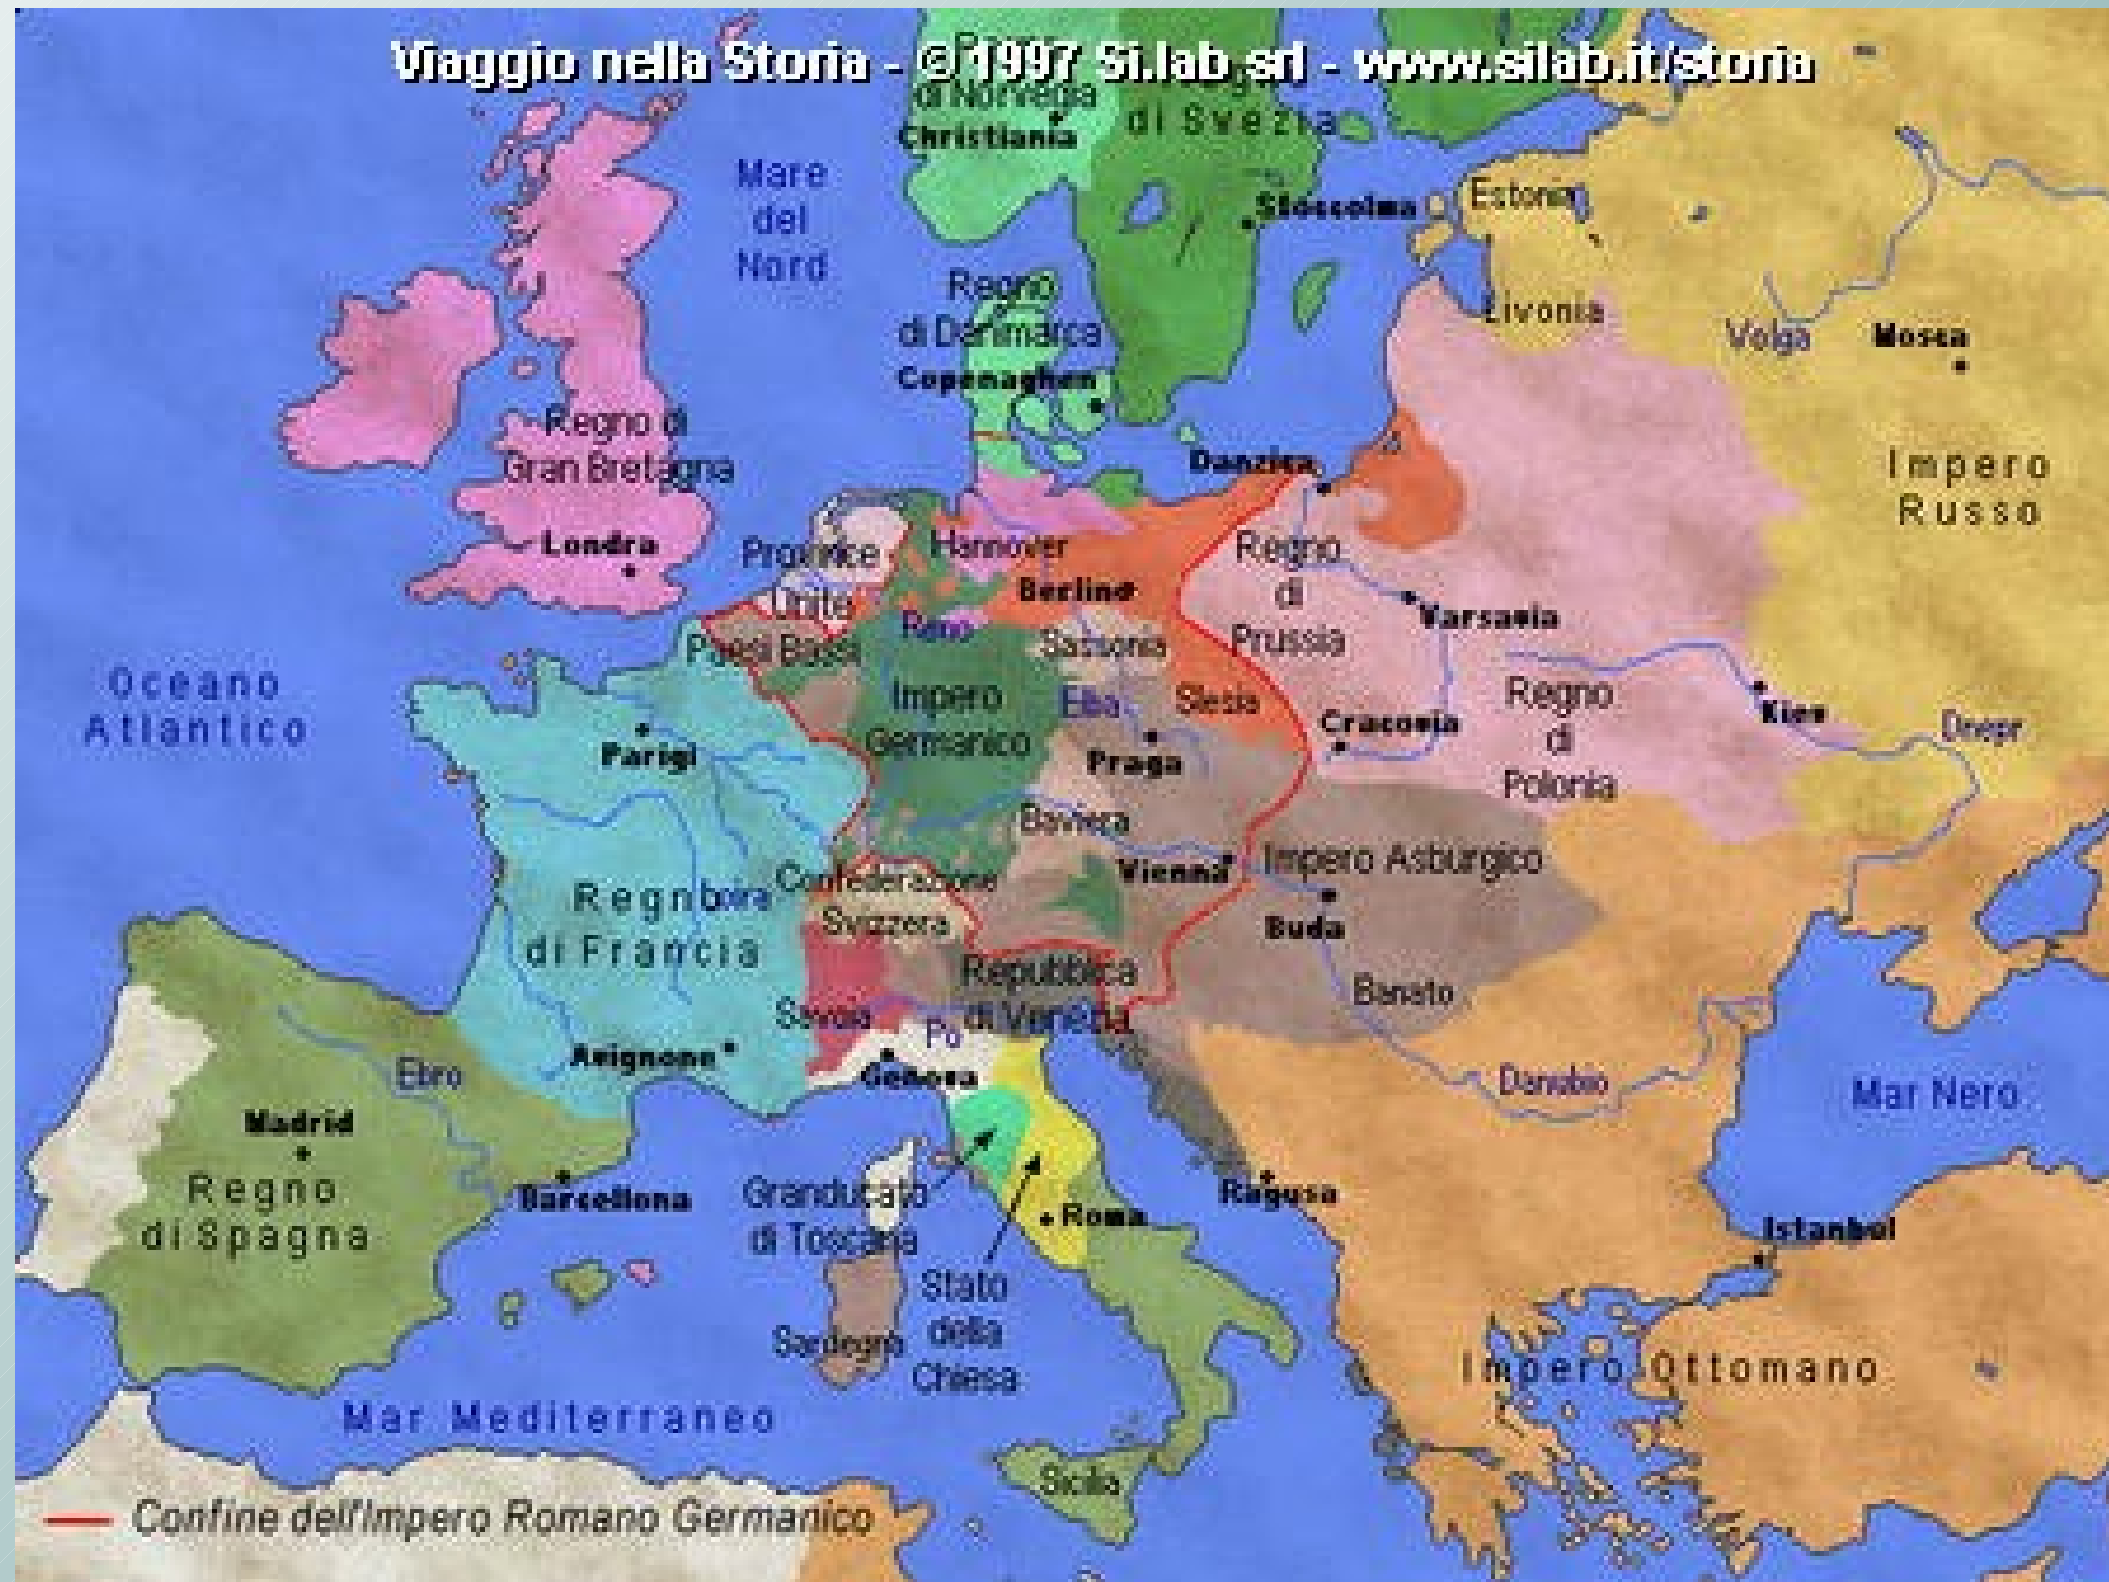 Viaggio nella Storia - © 1997 Si.lab srl - www.silab.it/storia
di Norvegia
Christiania
di Svezia
Mare
del
Nord
Stoccolma
Estonia
Livonia
Volga
Mosca
Regno
di Danimarca
Copenaghen
Regno di
Gran Bretagna
Londra
Danzica
Impero
Russo
Province
Unite
Hannover
Berlino
Regno
di
Prussia
Varsavia
Paesi Bassi
Reno
Sassonia
Oceano
Atlantico
Impero
Germanico
Elba
Slesia
Praga
Cracovia
Regno
di
Polonia
Kiev
Dnepr
Parigi
Baviera
Vienna
Impero Asburgico
Buda
Banato
Regno
di Francia
Loira
Confederazione
Svizzera
Repubblica
di Venezia
Savoia
Po
Genova
Avignone
Ebro
Madrid
Regno
di Spagna
Barcellona
Danubio
Mar Nero
Granducato
di Toscana
Roma
Ragusa
Istanbul
Stato
della
Chiesa
Sardegna
Impero Ottomano
Mar Mediterraneo
Sicilia
Confine dell'Impero Romano Germanico